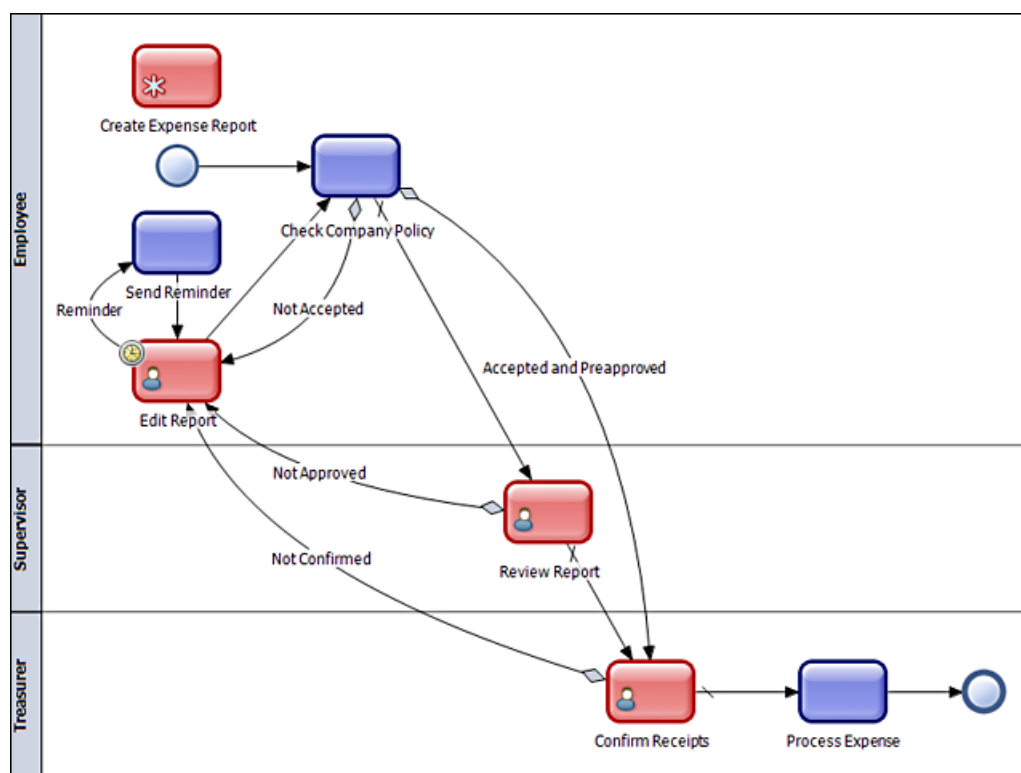 Employee
Create Expense Report
Check Company Policy
Send Reminder
Reminder
Not Accepted
Accepted and Preapproved
Edit Report
Supervisor
Not Approved
Review Report
Not Confirmed
Treasurer
Confirm Receipts
Process Expense